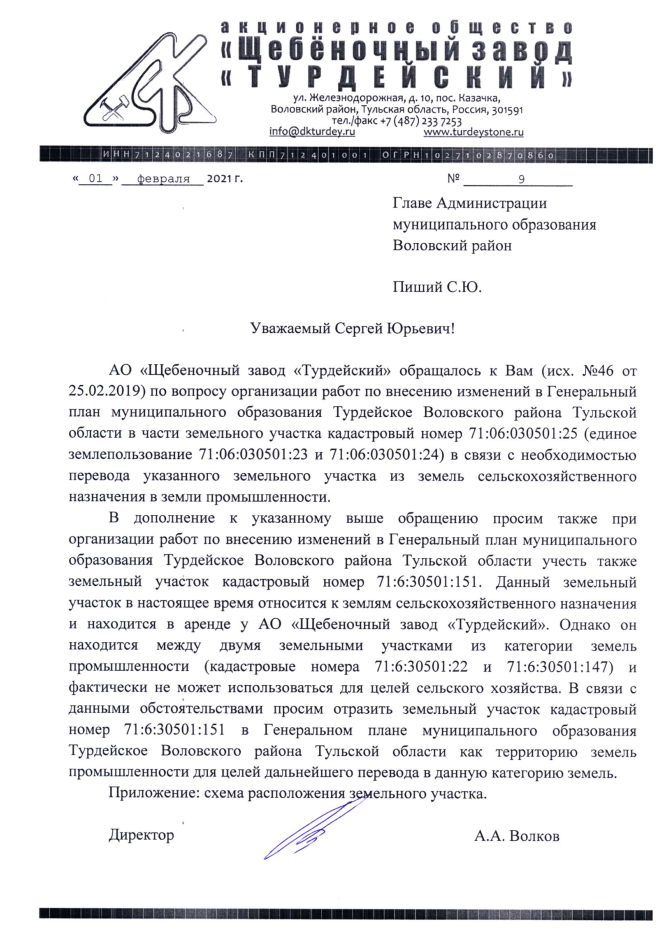 акционерное общество
«Щебёночный завод
«ТУРДЕЙСКИЙ»
ул. Железнодорожная, д. 10, пос. Казачка,
Воловский район, Тульская область, Россия, 301591
тел./факс +7 (487) 233 7253
info@dkturdey.ru www.turdeystone.ru
ИНН7124021687 КПП712401001 ОГРН1027102870860
« 01 » февраля 2021 г. № 9
Главе Администрации
муниципального образования
Воловский район
Пиший С.Ю.
Уважаемый Сергей Юрьевич!
АО «Щебеночный завод «Турдейский» обращалось к Вам (исх. №46 от
25.02.2019) по вопросу организации работ по внесению изменений в Генеральный
план муниципального образования Турдейское Воловского района Тульской
области в части земельного участка кадастровый номер 71:06:030501:25 (единое
землепользование 71:06:030501:23 и 71:06:030501:24) в связи с необходимостью
перевода указанного земельного участка из земель сельскохозяйственного
назначения в земли промышленности.
В дополнение к указанному выше обращению просим также при
организации работ по внесению изменений в Генеральный план муниципального
образования Турдейское Воловского района Тульской области учесть также
земельный участок кадастровый номер 71:6:30501:151. Данный земельный
участок в настоящее время относится к землям сельскохозяйственного назначения
и находится в аренде у АО «Щебеночный завод «Турдейский». Однако он
находится между двумя земельными участками из категории земель
промышленности (кадастровые номера 71:6:30501:22 и 71:6:30501:147) и
фактически не может использоваться для целей сельского хозяйства. В связи с
данными обстоятельствами просим отразить земельный участок кадастровый
номер 71:6:30501:151 в Генеральном плане муниципального образования
Турдейское Воловского района Тульской области как территорию земель
промышленности для целей дальнейшего перевода в данную категорию земель.
Приложение: схема расположения земельного участка.
Директор А.А. Волков